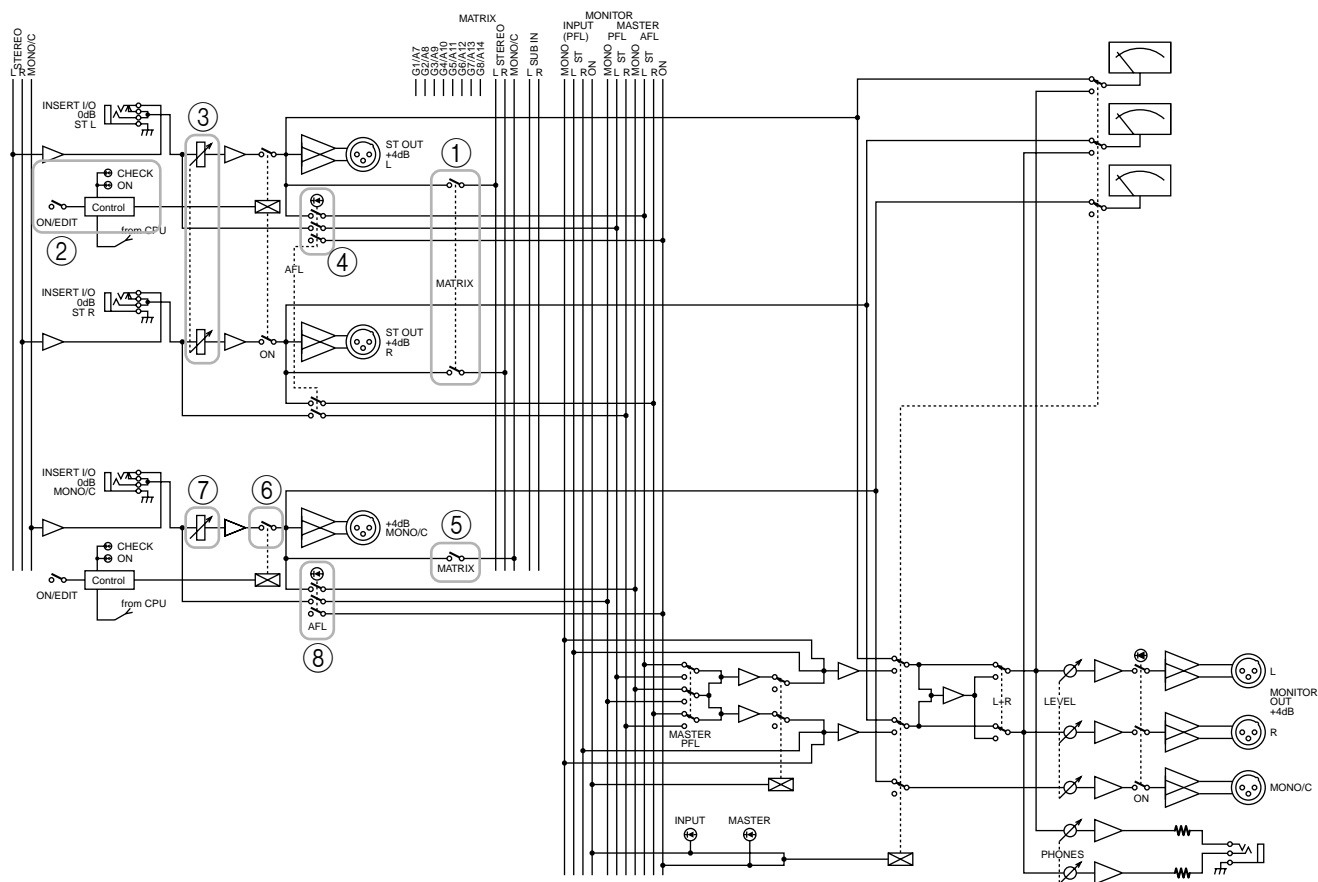 STEREO
L R
MONO/C
MATRIX
G1/A7
G2/A8
G3/A9
G4/A10
G5/A11
G6/A12
G7/A13
G8/A14
STEREO
L R
MONO/C
SUB IN
L R
MONITOR
INPUT
(PFL)
MONO
ST
L R
ON
MASTER
PFL
MONO
ST
L R
AFL
MONO
ST
L R
ON
INSERT I/O
0dB
ST L
③
ST OUT
+4dB
L
①
CHECK
ON
Control
ON/EDIT
from CPU
②
④
AFL
MATRIX
INSERT I/O
0dB
ST R
ON
ST OUT
+4dB
R
INSERT I/O
0dB
MONO/C
⑦
⑥
+4dB
MONO/C
⑤
MATRIX
CHECK
ON
Control
ON/EDIT
from CPU
AFL
⑧
MASTER
PFL
L+R
LEVEL
L
MONITOR
OUT
+4dB
R
ON
MONO/C
INPUT
MASTER
PHONES